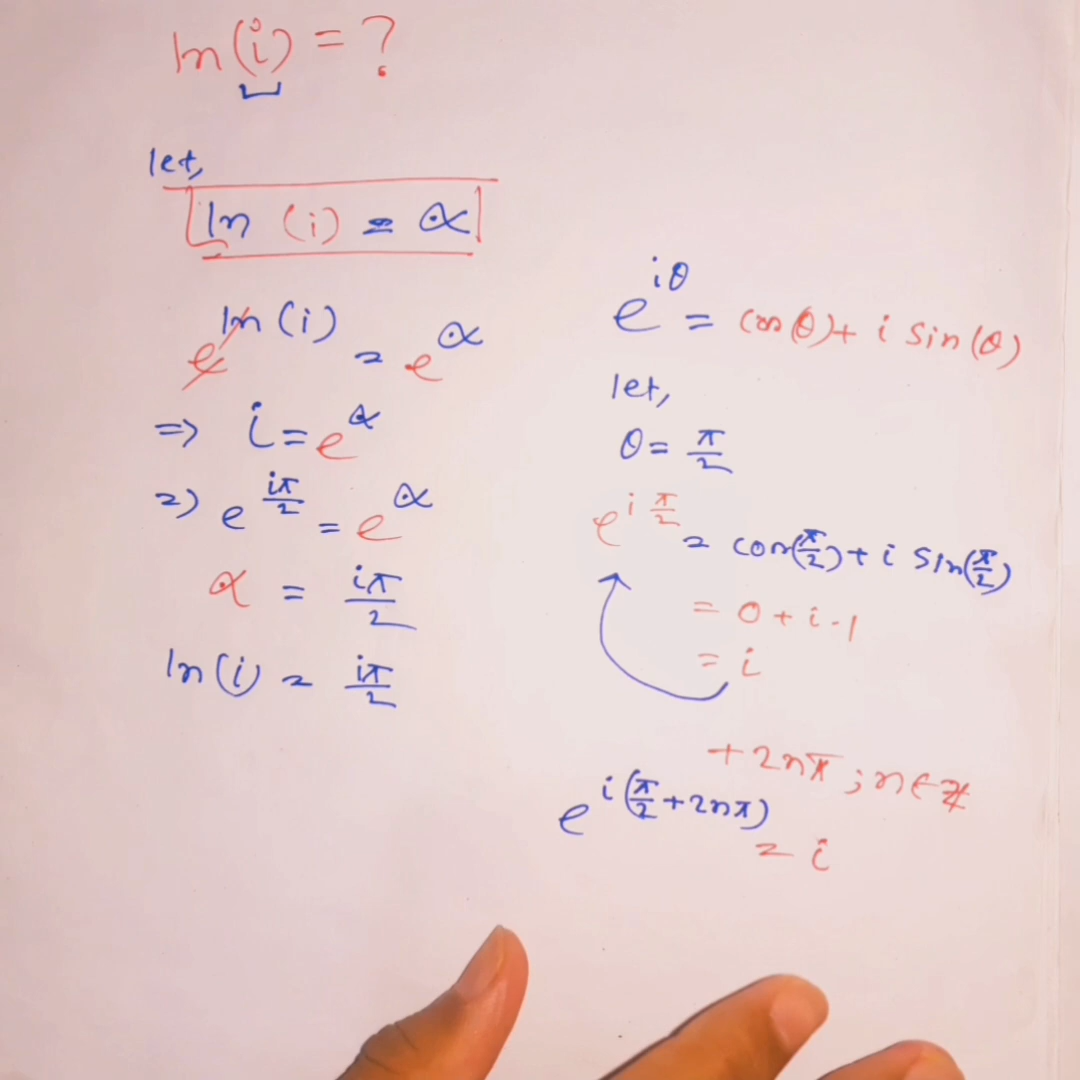 ln(i) = ?
let,
ln (i) = α
e^ln(i) = e^α
=> i = e^α
=> e^(iπ/2) = e^α
α = iπ/2
ln(i) = iπ/2
e^(iθ) = cos(θ) + i sin(θ)
let,
θ = π/2
e^(i π/2) = cos(π/2) + i sin(π/2)
= 0 + i·1
= i
+ 2nπ ; n ∈ ℤ
e^(i(π/2 + 2nπ)) = i